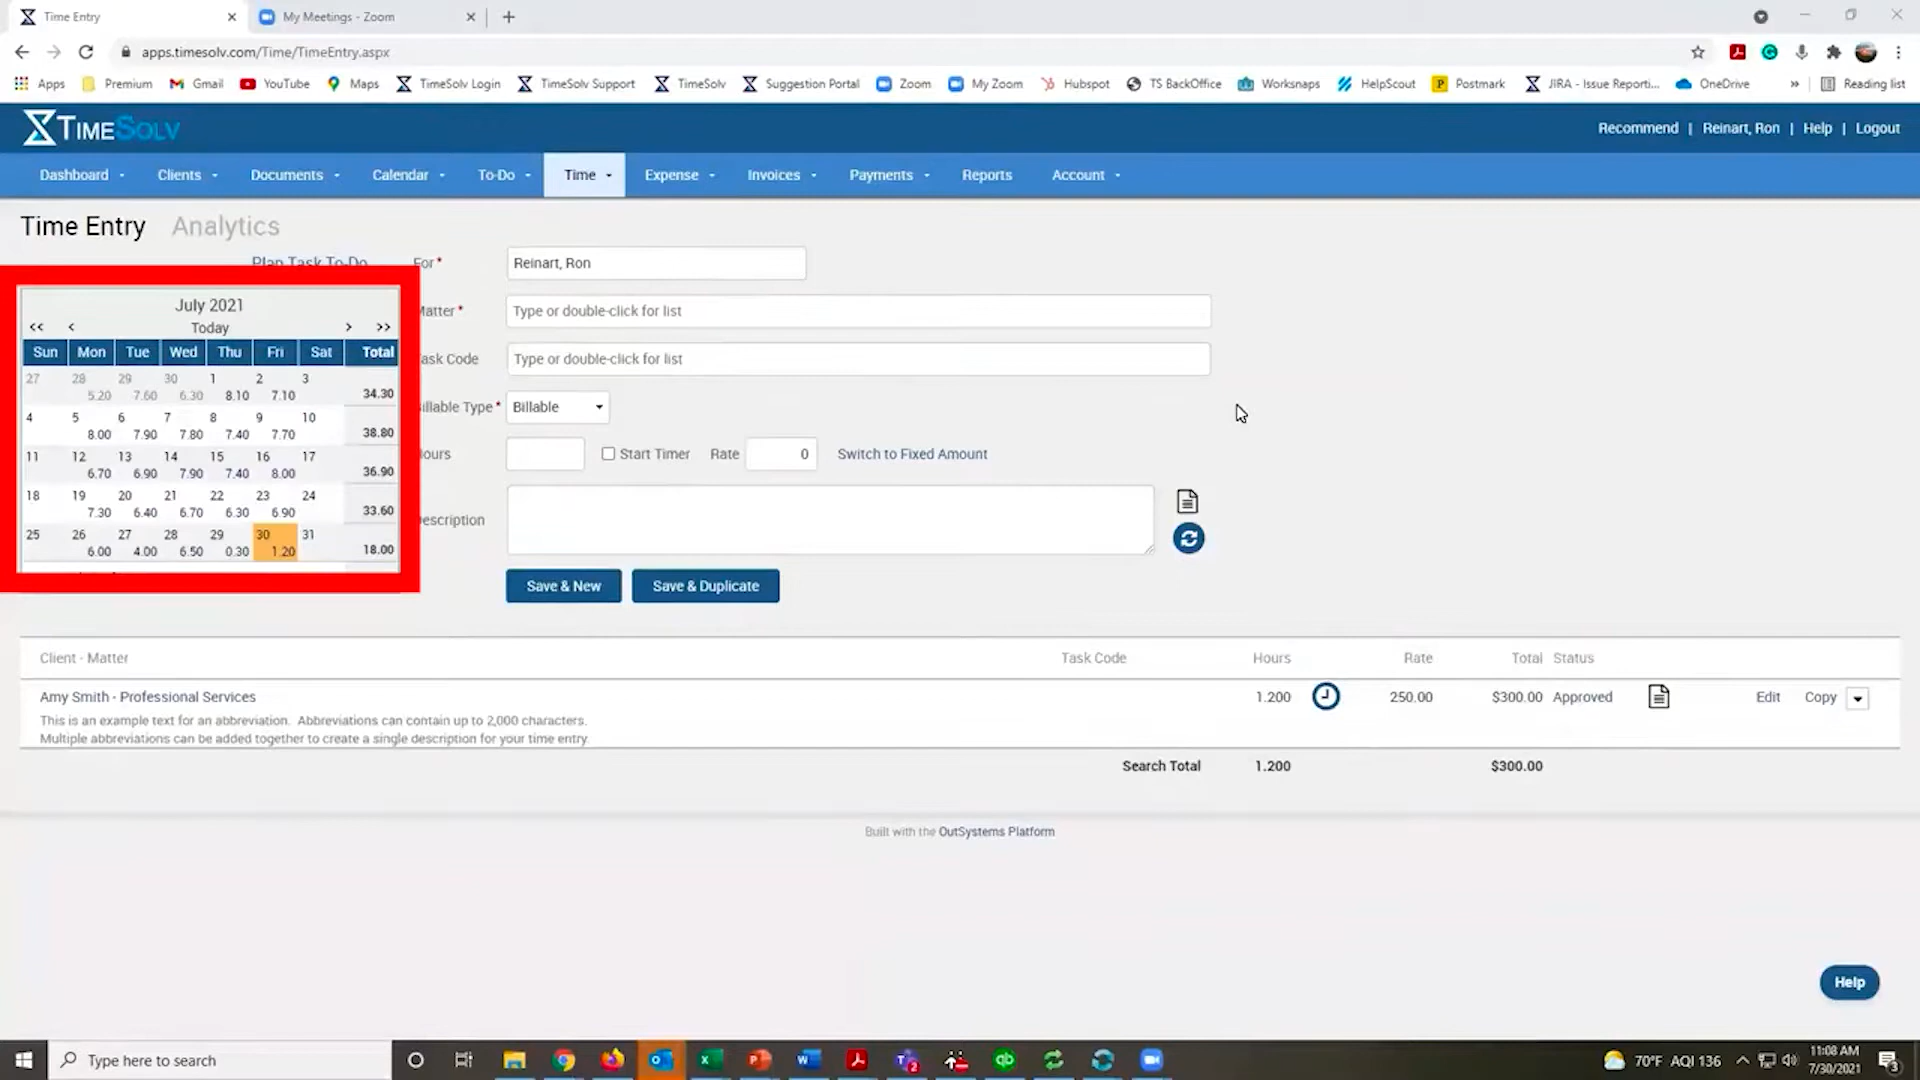 Time Entry
My Meetings - Zoom
apps.timesolv.com/Time/TimeEntry.aspx
Apps Premium Gmail YouTube Maps TimeSolv Login TimeSolv Support TimeSolv Suggestion Portal Zoom My Zoom Hubspot TS BackOffice Worksnaps HelpScout Postmark JIRA - Issue Reporti... OneDrive » Reading list
TIMESOLV
Recommend | Reinart, Ron | Help | Logout
Dashboard Clients Documents Calendar To-Do Time Expense Invoices Payments Reports Account
Time Entry Analytics
Plan Task To-Do
For* Reinart, Ron
July 2021
<< < Today > >>
Sun Mon Tue Wed Thu Fri Sat Total
27 28 29 30 1 2 3
5.20 7.60 6.30 8.10 7.10 34.30
4 5 6 7 8 9 10
8.00 7.90 7.80 7.40 7.70 38.80
11 12 13 14 15 16 17
6.70 6.90 7.90 7.40 8.00 36.90
18 19 20 21 22 23 24
7.30 6.40 6.70 6.30 6.90 33.60
25 26 27 28 29 30 31
6.00 4.00 6.50 0.30 1.20 18.00
Matter* Type or double-click for list
ask Code Type or double-click for list
illable Type* Billable
ours Start Timer Rate 0 Switch to Fixed Amount
escription
Save & New Save & Duplicate
Client - Matter Task Code Hours Rate Total Status
Amy Smith - Professional Services 1.200 250.00 $300.00 Approved Edit Copy
This is an example text for an abbreviation. Abbreviations can contain up to 2,000 characters.
Multiple abbreviations can be added together to create a single description for your time entry.
Search Total 1.200 $300.00
Built with the OutSystems Platform
Help
Type here to search
70°F AQI 136
11:08 AM
7/30/2021